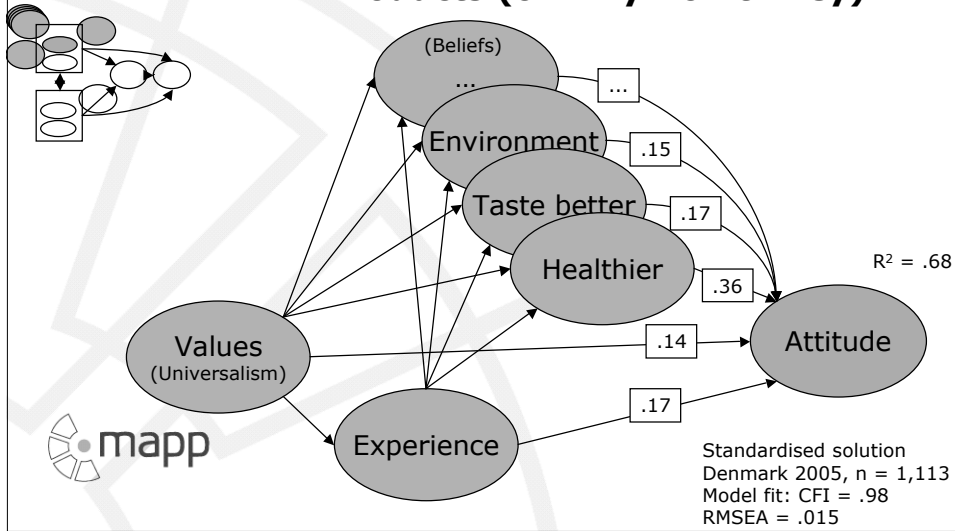 (Beliefs)
...
...
Environment
.15
Taste better
.17
Healthier
R² = .68
.36
Values
(Universalism)
.14
Attitude
.17
Experience
mapp
Standardised solution
Denmark 2005, n = 1,113
Model fit: CFI = .98
RMSEA = .015